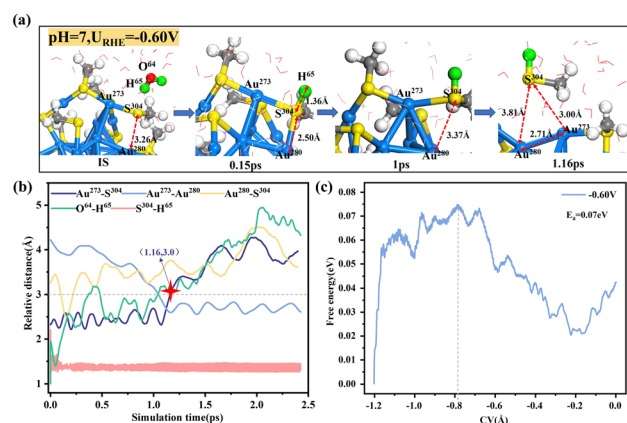 (a)
pH=7,U_RHE=-0.60V
O⁶⁴
H⁶⁵
Au²⁷³
S³⁰⁴
3.26Å
Au²⁸⁰
IS
Au²⁷³
H⁶⁵
1.36Å
S³⁰⁴
2.50Å
Au²⁸⁰
0.15ps
Au²⁷³
S³⁰⁴
3.37Å
Au²⁸⁰
1ps
S³⁰⁴
3.81Å
3.00Å
2.71Å
Au²⁷³
Au²⁸⁰
1.16ps
(b)
Au²⁷³-S³⁰⁴
Au²⁷³-Au²⁸⁰
Au²⁸⁰-S³⁰⁴
O⁶⁴-H⁶⁵
S³⁰⁴-H⁶⁵
(1.16,3.0)
Relative distance(Å)
5
4
3
2
1
0.0 0.5 1.0 1.5 2.0 2.5
Simulation time(ps)
(c)
-0.60V
Eₐ=0.07eV
Free energy(eV)
0.09
0.08
0.07
0.06
0.05
0.04
0.03
0.02
0.01
0.00
-1.2 -1.0 -0.8 -0.6 -0.4 -0.2 0.0
CV(Å)